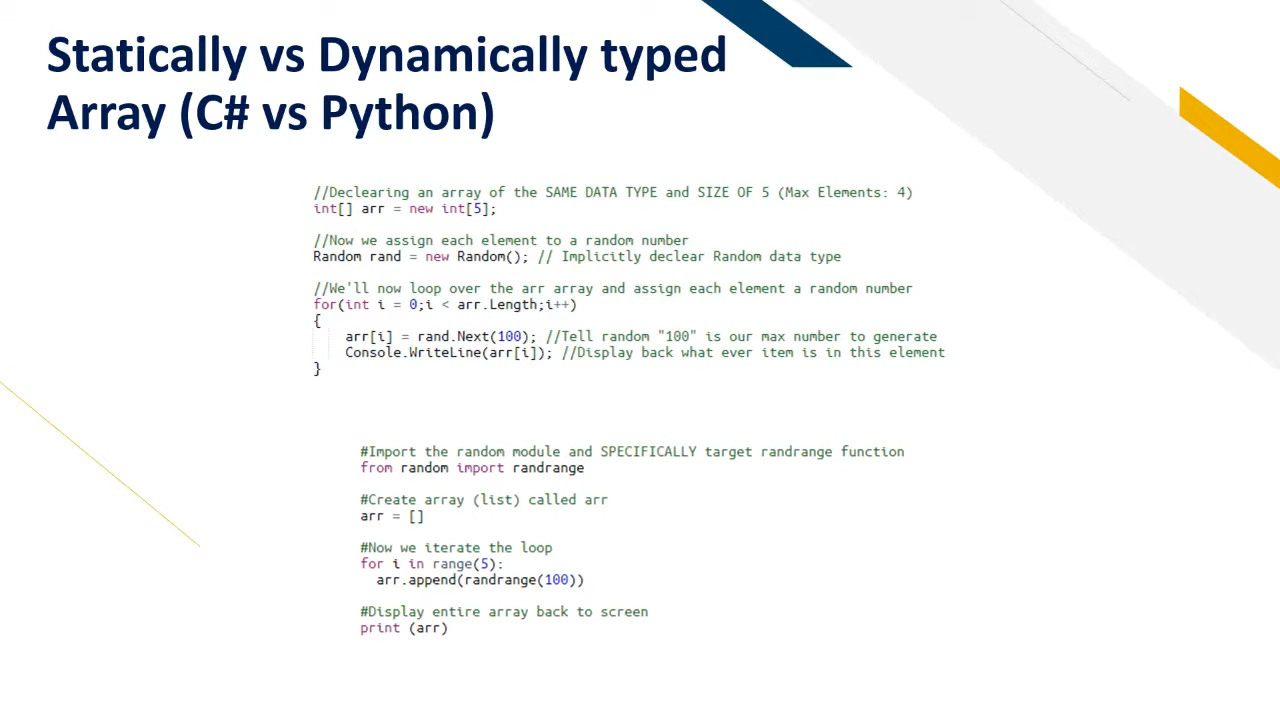 Statically vs Dynamically typed
Array (C# vs Python)
//Declearing an array of the SAME DATA TYPE and SIZE OF 5 (Max Elements: 4)
int[] arr = new int[5];
//Now we assign each element to a random number
Random rand = new Random(); // Implicitly declear Random data type
//We'll now loop over the arr array and assign each element a random number
for(int i = 0;i < arr.Length;i++)
{
    arr[i] = rand.Next(100); //Tell random "100" is our max number to generate
    Console.WriteLine(arr[i]); //Display back what ever item is in this element
}
#Import the random module and SPECIFICALLY target randrange function
from random import randrange
#Create array (list) called arr
arr = []
#Now we iterate the loop
for i in range(5):
  arr.append(randrange(100))
#Display entire array back to screen
print (arr)